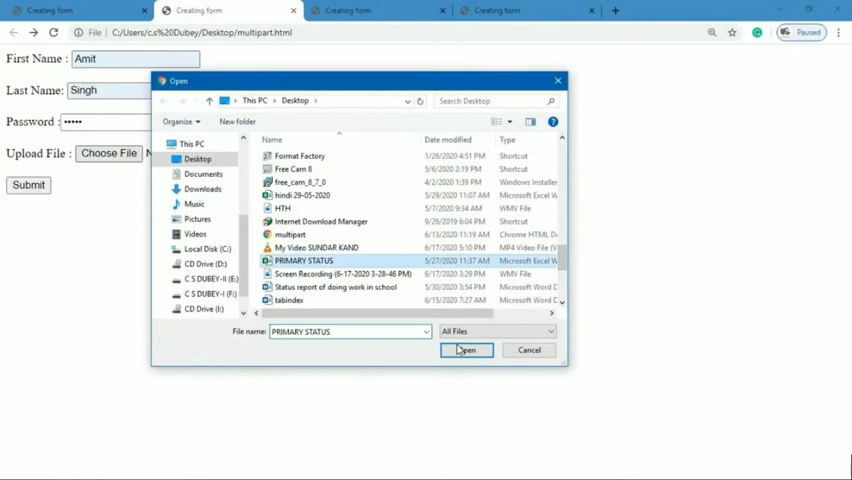 Creating form
Creating form
Creating form
Creating form
File
C:/Users/c.s%20Dubey/Desktop/multipart.html
Paused
First Name : Amit
Last Name: Singh
Password : •••••
Upload File : Choose File N
Submit
Open
This PC > Desktop >
Search Desktop
Organize
New folder
This PC
Desktop
Documents
Downloads
Music
Pictures
Videos
Local Disk (C:)
CD Drive (D:)
C S DUBEY-II (E:)
C S DUBEY-I (F:)
CD Drive (I:)
Name Date modified Type
Format Factory 1/26/2020 4:51 PM Shortcut
Free Cam 8 5/6/2020 2:19 PM Shortcut
free_cam_8_7_0 4/2/2020 1:39 PM Windows Installer
hindi 29-05-2020 5/29/2020 11:07 AM Microsoft Excel W
HTH 5/7/2020 9:34 AM WMV File
Internet Download Manager 9/26/2019 6:04 PM Shortcut
multipart 6/13/2020 11:19 AM Chrome HTML Do
My Video SUNDAR KAND 6/17/2020 5:10 PM MP4 Video File (V
PRIMARY STATUS 5/27/2020 11:37 AM Microsoft Excel W
Screen Recording (6-17-2020 3-28-46 PM) 6/17/2020 3:29 PM WMV File
Status report of doing work in school 5/30/2020 3:54 PM Microsoft Word D
tabindex 6/15/2020 7:27 AM Microsoft Word D
File name: PRIMARY STATUS
All Files
Open
Cancel